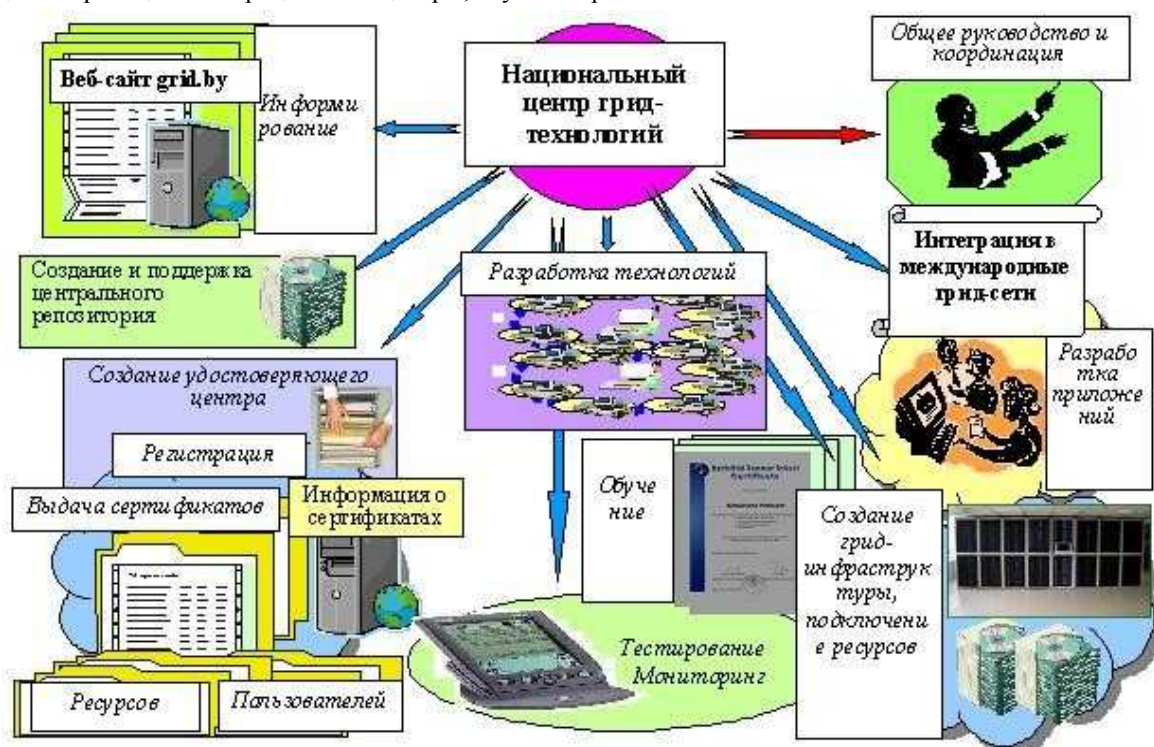 Веб-сайт grid.by
Информи
рование
Национальный
центр грид-
технологий
Общее руководство и
координация
Интеграция в
международные
грид-сети
Создание и поддержка
центрального
репозитория
Разработка технологий
Разрабо
тка
приложе
ний
Создание удостоверяющего
центра
Регистрация
Выдача сертификатов
Информация о
сертификатах
Обуче
ние
Создание
грид-
инфраструк
туры,
подключени
е ресурсов
Тестирование
Мониторинг
Ресурсов
Пользователей